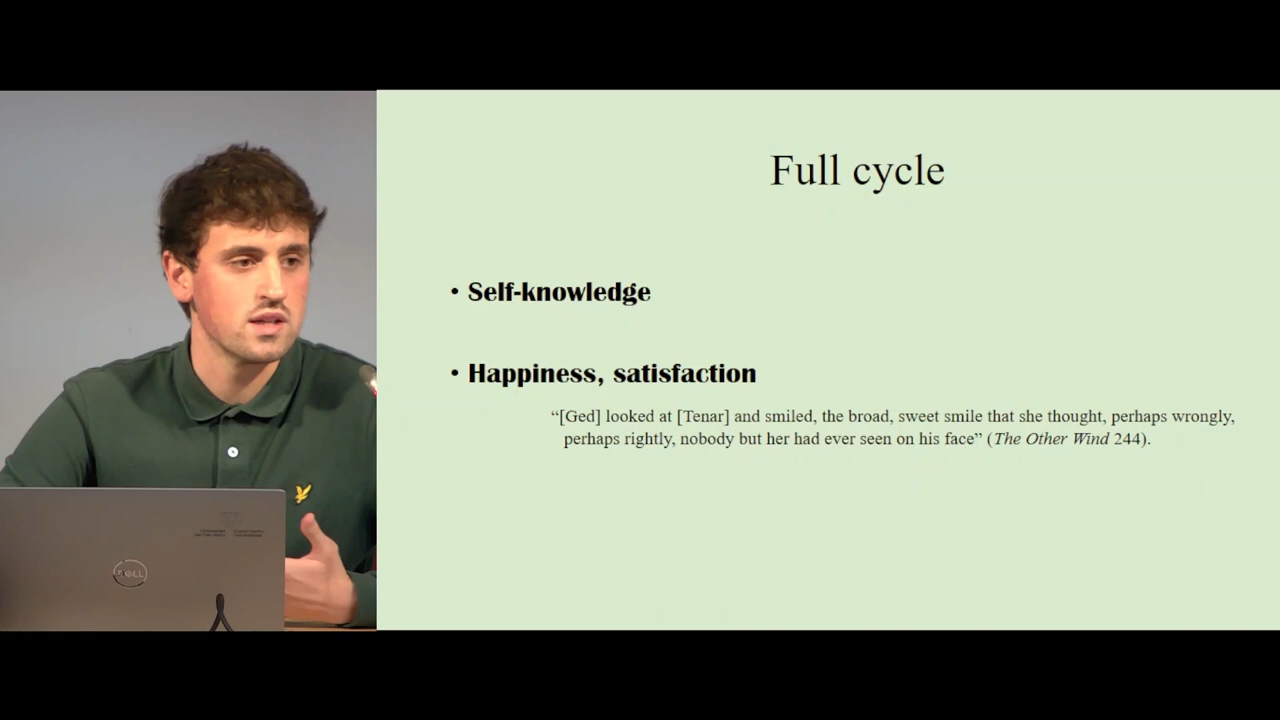 Full cycle
• Self-knowledge
• Happiness, satisfaction
“[Ged] looked at [Tenar] and smiled, the broad, sweet smile that she thought, perhaps wrongly,
perhaps rightly, nobody but her had ever seen on his face” (The Other Wind 244).
DELL